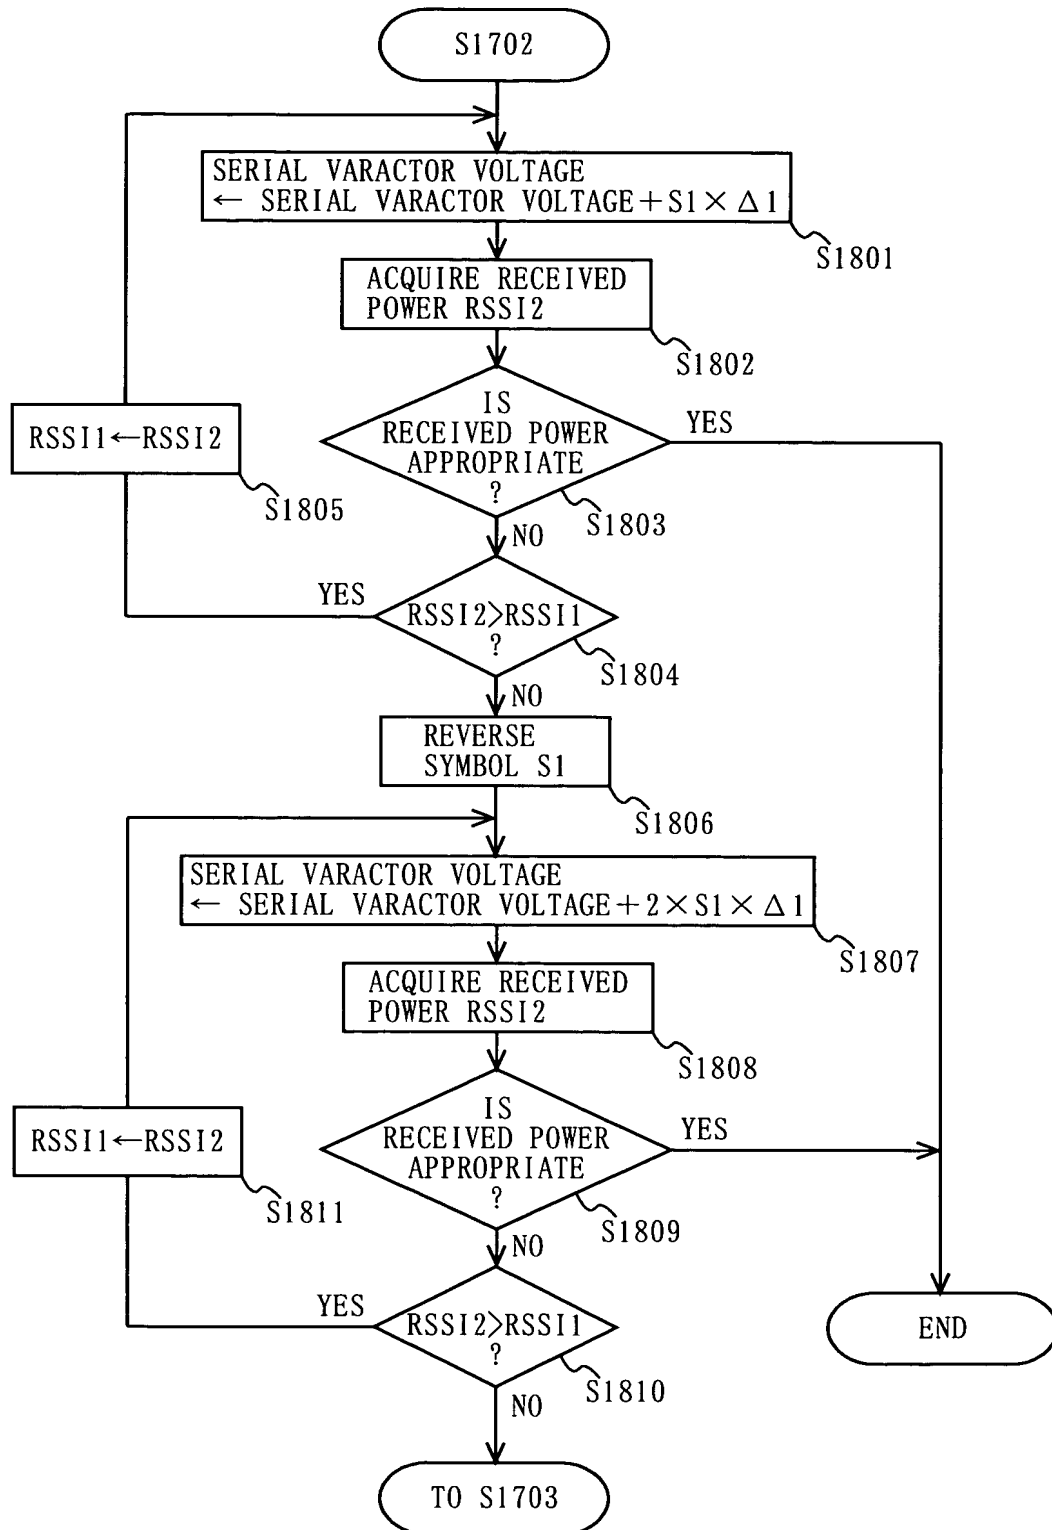 S1702
SERIAL VARACTOR VOLTAGE
← SERIAL VARACTOR VOLTAGE+S1×Δ1
S1801
ACQUIRE RECEIVED
POWER RSSI2
S1802
IS
RECEIVED POWER
APPROPRIATE
?
YES
S1803
RSSI1←RSSI2
S1805
NO
YES
RSSI2>RSSI1
?
S1804
NO
REVERSE
SYMBOL S1
S1806
SERIAL VARACTOR VOLTAGE
← SERIAL VARACTOR VOLTAGE+2×S1×Δ1
S1807
ACQUIRE RECEIVED
POWER RSSI2
S1808
IS
RECEIVED POWER
APPROPRIATE
?
YES
S1809
RSSI1←RSSI2
S1811
NO
YES
RSSI2>RSSI1
?
S1810
END
NO
TO S1703